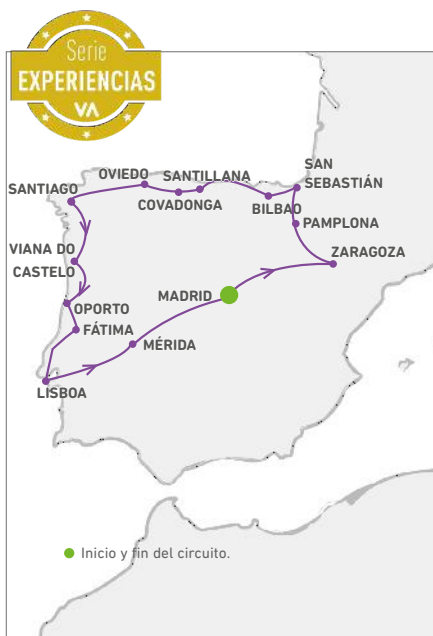 Serie
EXPERIENCIAS
VA
OVIEDO
SANTILLANA
SAN
SEBASTIÁN
SANTIAGO
COVADONGA
BILBAO
PAMPLONA
VIANA DO
CASTELO
ZARAGOZA
MADRID
OPORTO
FÁTIMA
MÉRIDA
LISBOA
Inicio y fin del circuito.